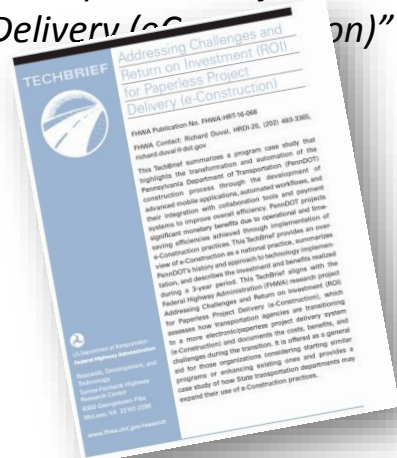 Delivery (eC on)"
TECHBRIEF
Addressing Challenges and
Return on Investment (ROI)
for Paperless Project
Delivery (e-Construction)
FHWA Publication No. FHWA-HRT-16-068
FHWA Contact: Richard Duval, HRDI-20, (202) 493-3365,
richard.duval@dot.gov
This TechBrief summarizes a program case study that
highlights the transformation and automation of the
Pennsylvania Department of Transportation (PennDOT)
construction process through the development of
advanced mobile applications, automated workflows, and
their integration with collaboration tools and payment
systems to improve overall efficiency. PennDOT projects
significant monetary benefits due to operational and time-
saving efficiencies achieved through implementation of
e-Construction practices. This TechBrief provides an over-
view of e-Construction as a national practice, summarizes
PennDOT's history and approach to technology implemen-
tation, and describes the investment and benefits realized
during a 3-year period. This TechBrief aligns with the
Federal Highway Administration (FHWA) research project
Addressing Challenges and Return on Investment (ROI)
for Paperless Project Delivery (e-Construction), which
assesses how transportation agencies are transitioning
to a more electronic/paperless project delivery system
(e-Construction) and documents the costs, benefits, and
challenges during the transition. It is offered as a general
aid for those organizations considering starting similar
programs or enhancing existing ones and provides a
case study of how State transportation departments may
expand their use of e-Construction practices.
U.S. Department of Transportation
Federal Highway Administration
Research, Development, and
Technology
Turner-Fairbank Highway
Research Center
6300 Georgetown Pike
McLean, VA 22101-2296
www.fhwa.dot.gov/research